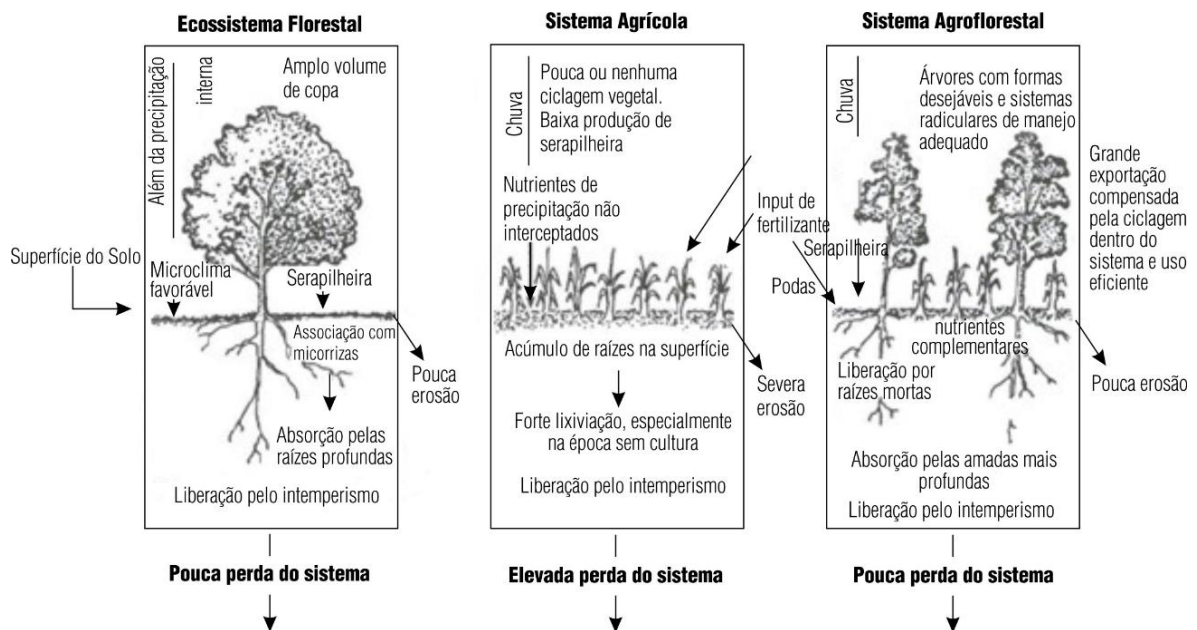 Ecossistema Florestal
Além da precipitação
interna
Amplo volume
de copa
Superfície do Solo
Microclima
favorável
Serapilheira
Associação com
micorrizas
Pouca
erosão
Absorção pelas
raízes profundas
Liberação pelo intemperismo
Pouca perda do sistema
Sistema Agrícola
Chuva
Pouca ou nenhuma
ciclagem vegetal.
Baixa produção de
serapilheira
Nutrientes de
precipitação não
interceptados
Input de
fertilizante
Acúmulo de raízes na superfície
Severa
erosão
Forte lixiviação, especialmente
na época sem cultura
Liberação pelo intemperismo
Elevada perda do sistema
Sistema Agroflorestal
Chuva
Árvores com formas
desejáveis e sistemas
radiculares de manejo
adequado
Serapilheira
Podas
Grande
exportação
compensada
pela ciclagem
dentro do
sistema e uso
eficiente
nutrientes
complementares
Liberação por
raízes mortas
Pouca erosão
Absorção pelas amadas mais
profundas
Liberação pelo intemperismo
Pouca perda do sistema